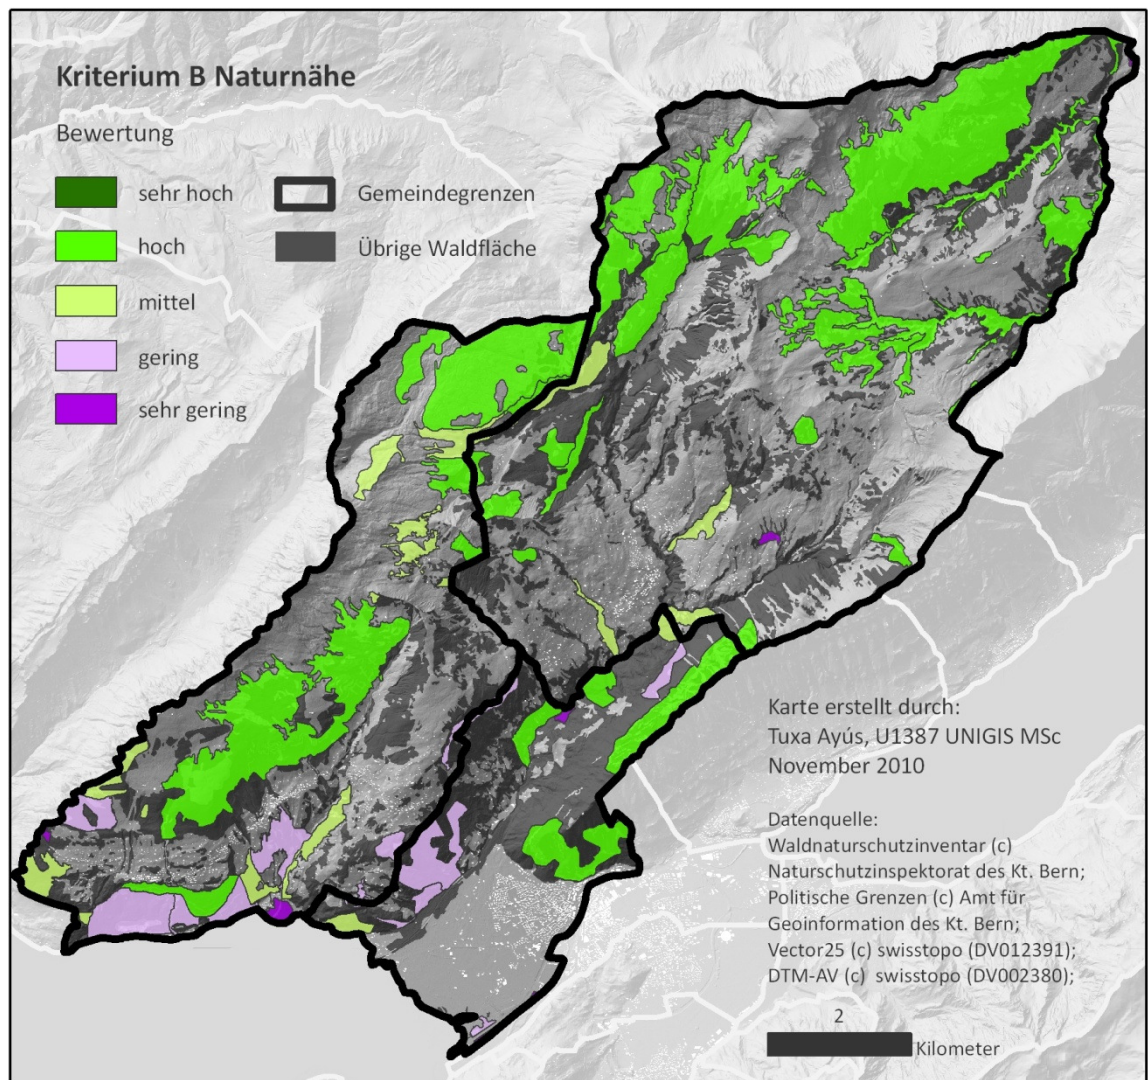 Kriterium B Naturnähe
Bewertung
sehr hoch
hoch
mittel
gering
sehr gering
Gemeindegrenzen
Übrige Waldfläche
Karte erstellt durch:
Tuxa Ayús, U1387 UNIGIS MSc
November 2010
Datenquelle:
Waldnaturschutzinventar (c)
Naturschutzinspektorat des Kt. Bern;
Politische Grenzen (c) Amt für
Geoinformation des Kt. Bern;
Vector25 (c) swisstopo (DV012391);
DTM-AV (c) swisstopo (DV002380);
2
Kilometer